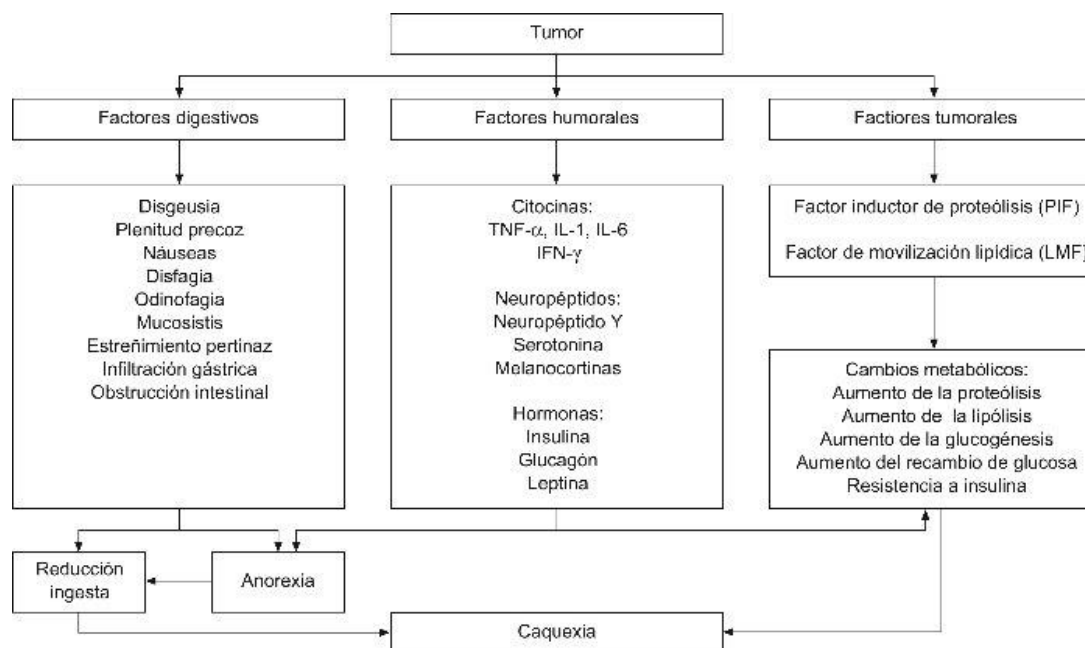 Tumor
Factores digestivos
Factores humorales
Factiores tumorales
Disgeusia
Plenitud precoz
Náuseas
Disfagia
Odinofagia
Mucosistis
Estreñimiento pertinaz
Infiltración gástrica
Obstrucción intestinal
Citocinas:
TNF-α, IL-1, IL-6
IFN-γ
Neuropéptidos:
Neuropéptido Y
Serotonina
Melanocortinas
Hormonas:
Insulina
Glucagón
Leptina
Factor inductor de proteólisis (PIF)
Factor de movilización lipídica (LMF)
Cambios metabólicos:
Aumento de la proteólisis
Aumento de la lipólisis
Aumento de la glucogénesis
Aumento del recambio de glucosa
Resistencia a insulina
Reducción
ingesta
Anorexia
Caquexia